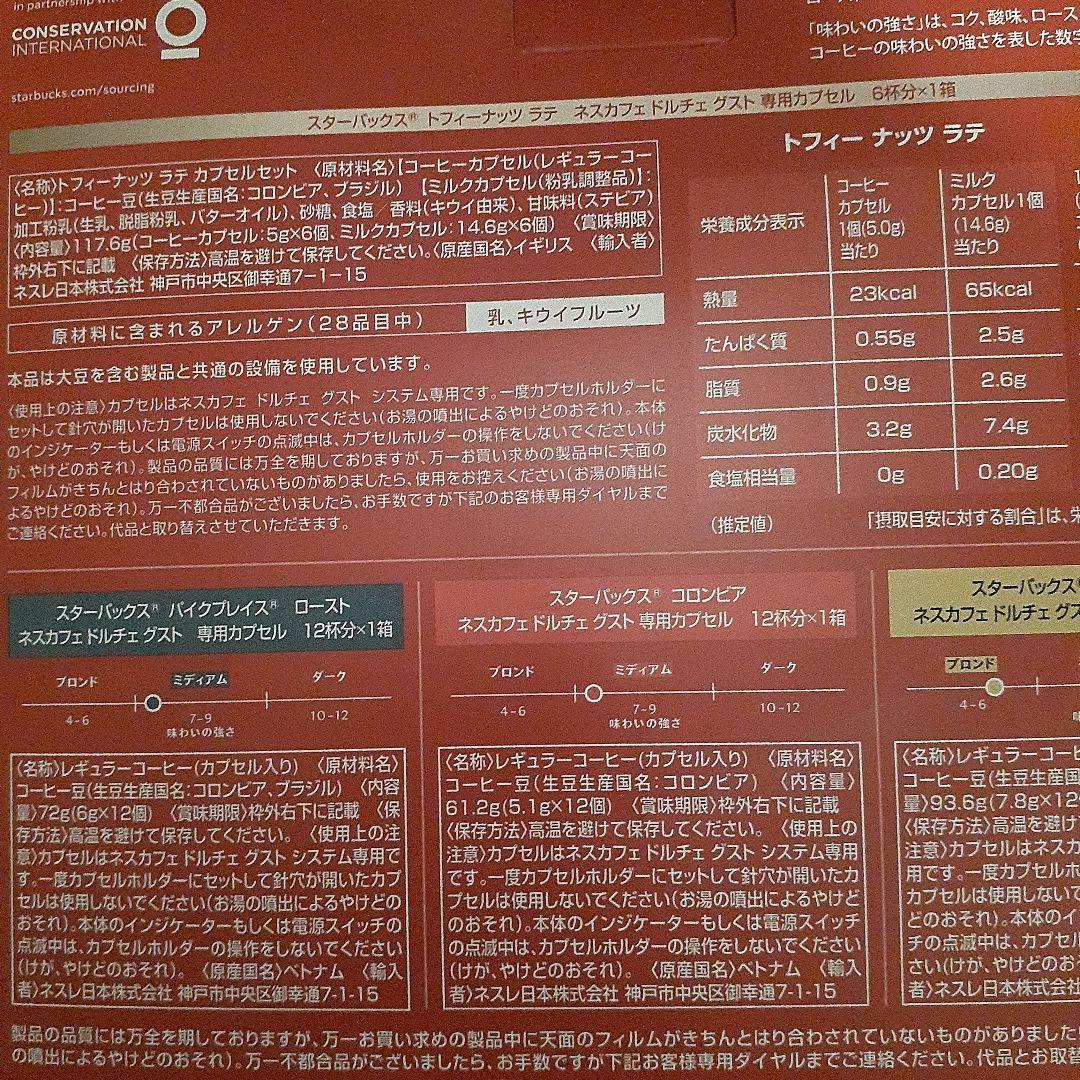 in partnership with
CONSERVATION
INTERNATIONAL
starbucks.com/sourcing
「味わいの強さ」は、コク、酸味、ロース
コーヒーの味わいの強さを表した数字
スターバックス® トフィーナッツ ラテ ネスカフェ ドルチェ グスト 専用カプセル 6杯分×1箱
〈名称〉トフィーナッツ ラテ カプセルセット 〈原材料名〉【コーヒーカプセル(レギュラーコー
ヒー)】:コーヒー豆(生豆生産国名:コロンビア、ブラジル) 【ミルクカプセル(粉乳調整品)】:
加工粉乳(生乳、脱脂粉乳、バターオイル)、砂糖、食塩/香料(キウイ由来)、甘味料(ステビア)
〈内容量〉117.6g(コーヒーカプセル:5g×6個、ミルクカプセル:14.6g×6個) 〈賞味期限〉
枠外右下に記載 〈保存方法〉高温を避けて保存してください。〈原産国名〉イギリス 〈輸入者〉
ネスレ日本株式会社 神戸市中央区御幸通7-1-15
原材料に含まれるアレルゲン(28品目中) 乳、キウイフルーツ
本品は大豆を含む製品と共通の設備を使用しています。
〈使用上の注意〉カプセルはネスカフェ ドルチェ グスト システム専用です。一度カプセルホルダーに
セットして針穴が開いたカプセルは使用しないでください(お湯の噴出によるやけどのおそれ)。本体
のインジケーターもしくは電源スイッチの点滅中は、カプセルホルダーの操作をしないでください(け
が、やけどのおそれ)。製品の品質には万全を期しておりますが、万一お買い求めの製品中に天面の
フィルムがきちんとはり合わされていないものがありましたら、使用をお控えください(お湯の噴出に
よるやけどのおそれ)。万一不都合品がございましたら、お手数ですが下記のお客様専用ダイヤルまで
ご連絡ください。代品と取り替えさせていただきます。
トフィー ナッツ ラテ
栄養成分表示 コーヒー カプセル 1個(5.0g) 当たり ミルク カプセル1個 (14.6g) 当たり
熱量 23kcal 65kcal
たんぱく質 0.55g 2.5g
脂質 0.9g 2.6g
炭水化物 3.2g 7.4g
食塩相当量 0g 0.20g
(推定値) 「摂取目安に対する割合」は、栄
スターバックス® パイクプレイス® ロースト
ネスカフェ ドルチェ グスト 専用カプセル 12杯分×1箱
ブロンド ミディアム ダーク
4-6 7-9 10-12
味わいの強さ
〈名称〉レギュラーコーヒー(カプセル入り) 〈原材料名〉
コーヒー豆(生豆生産国名:コロンビア、ブラジル) 〈内容
量〉72g(6g×12個) 〈賞味期限〉枠外右下に記載 〈保
存方法〉高温を避けて保存してください。 〈使用上の注
意〉カプセルはネスカフェ ドルチェ グスト システム専用で
す。一度カプセルホルダーにセットして針穴が開いたカプ
セルは使用しないでください(お湯の噴出によるやけどの
おそれ)。本体のインジケーターもしくは電源スイッチの
点滅中は、カプセルホルダーの操作をしないでください
(けが、やけどのおそれ)。 〈原産国名〉ベトナム 〈輸入
者〉ネスレ日本株式会社 神戸市中央区御幸通7-1-15
スターバックス® コロンビア
ネスカフェ ドルチェ グスト 専用カプセル 12杯分×1箱
ブロンド ミディアム ダーク
4-6 7-9 10-12
味わいの強さ
〈名称〉レギュラーコーヒー(カプセル入り) 〈原材料名〉
コーヒー豆(生豆生産国名:コロンビア) 〈内容量〉
61.2g(5.1g×12個) 〈賞味期限〉枠外右下に記載
〈保存方法〉高温を避けて保存してください。 〈使用上の
注意〉カプセルはネスカフェ ドルチェ グスト システム専用
です。一度カプセルホルダーにセットして針穴が開いたカ
プセルは使用しないでください(お湯の噴出によるやけど
のおそれ)。本体のインジケーターもしくは電源スイッチ
の点滅中は、カプセルホルダーの操作をしないでください
(けが、やけどのおそれ)。 〈原産国名〉ベトナム 〈輸入
者〉ネスレ日本株式会社 神戸市中央区御幸通7-1-15
スターバックス®
ネスカフェ ドルチェ グス
ブロンド
4-6
〈名称〉レギュラーコーヒ
コーヒー豆(生豆生産国
量〉93.6g(7.8g×12
〈保存方法〉高温を避け
注意〉カプセルはネスカ
用です。一度カプセルホ
カプセルは使用しないで
どのおそれ)。本体のイ
チの点滅中は、カプセル
さい(けが、やけどのおそ
者〉ネスレ日本株式会社
製品の品質には万全を期しておりますが、万一お買い求めの製品中に天面のフィルムがきちんとはり合わされていないものがありました
の噴出によるやけどのおそれ)。万一不都合品がございましたら、お手数ですが下記お客様専用ダイヤルまでご連絡ください。代品とお取替